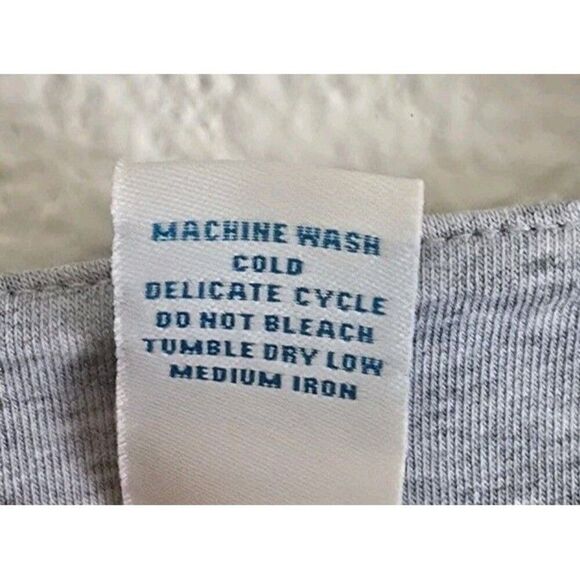 MACHINE WASH
COLD
DELICATE CYCLE
DO NOT BLEACH
TUMBLE DRY LOW
MEDIUM IRON